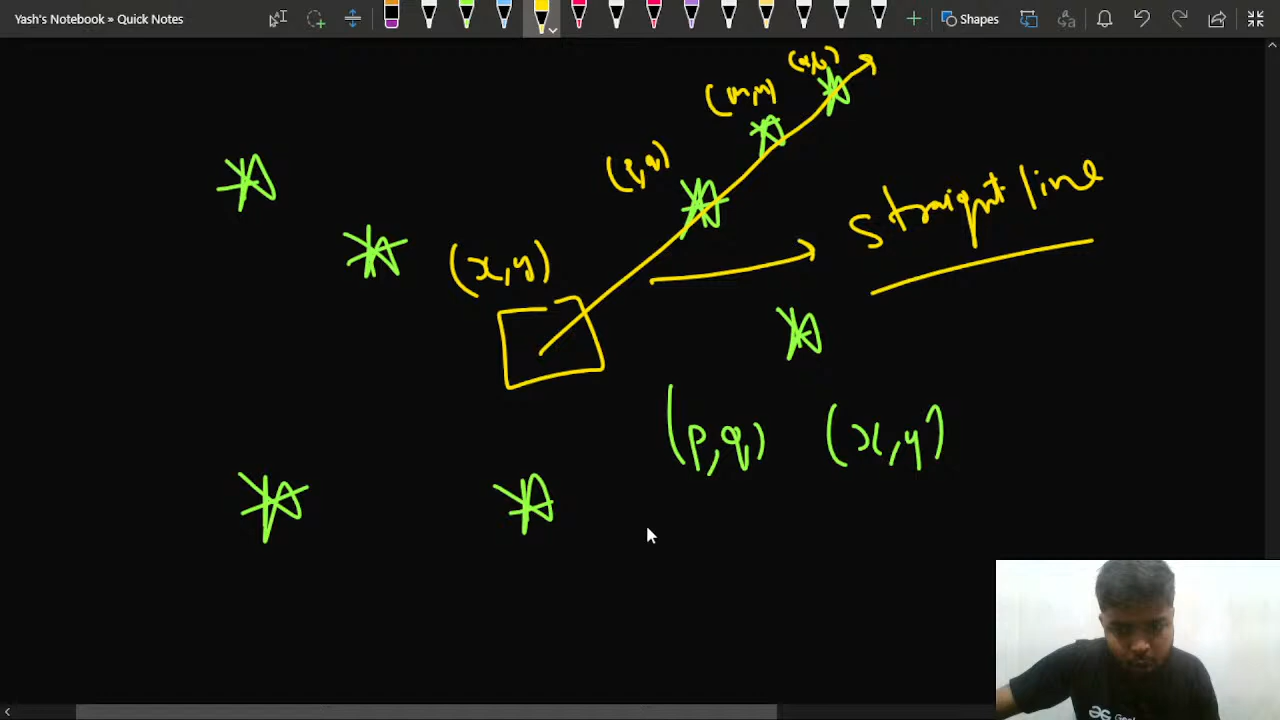 Yash's Notebook » Quick Notes
Shapes
(a,b)
(m,n)
(p,q)
straight line
(x,y)
(p,q) (x,y)